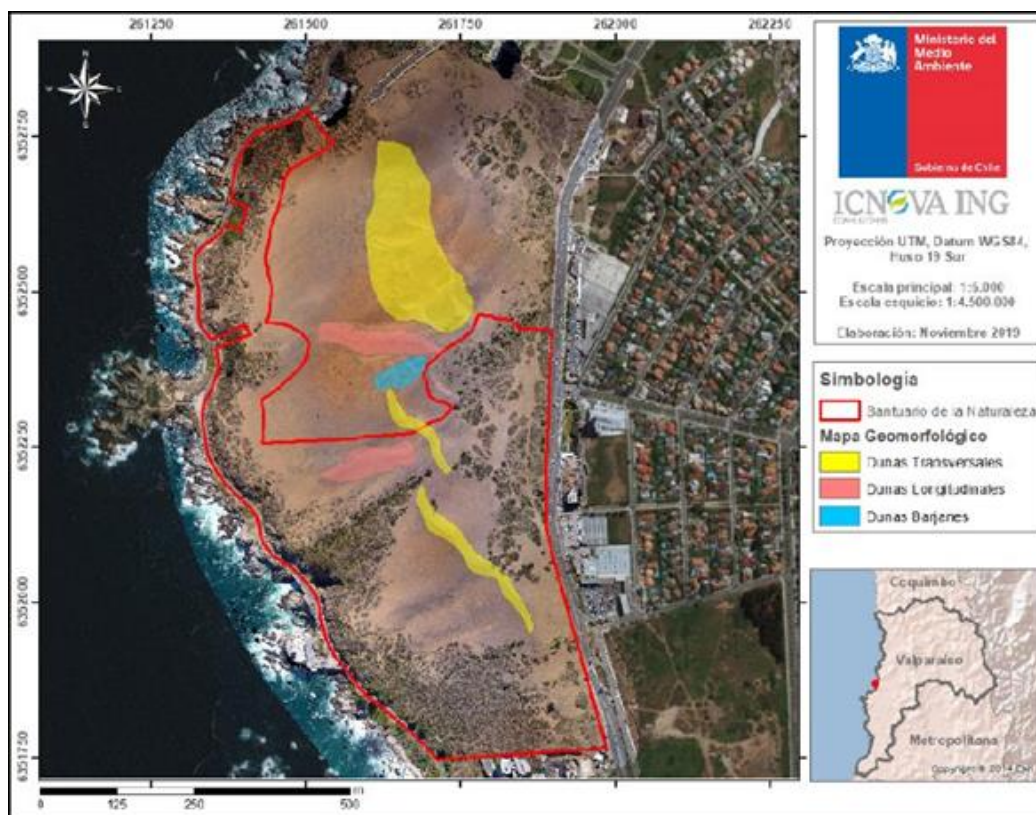 261250 261500 261750 262000 262250
6352750
6352500
6352250
6352000
6351750
N
0 125 250 500
m
Ministerio del
Medio
Ambiente
Gobierno de Chile
ICNOVA ING
Proyección UTM, Datum WGS84,
Huso 19 Sur
Escala principal: 1:5.000
Escala esquicio: 1:4.500.000
Elaboración: Noviembre 2019
Simbología
Santuario de la Naturaleza
Mapa Geomorfológico
Dunas Transversales
Dunas Longitudinales
Dunas Barjanes
Coquimbo
Valparaíso
Metropolitana
Copyright © 2014 Esri